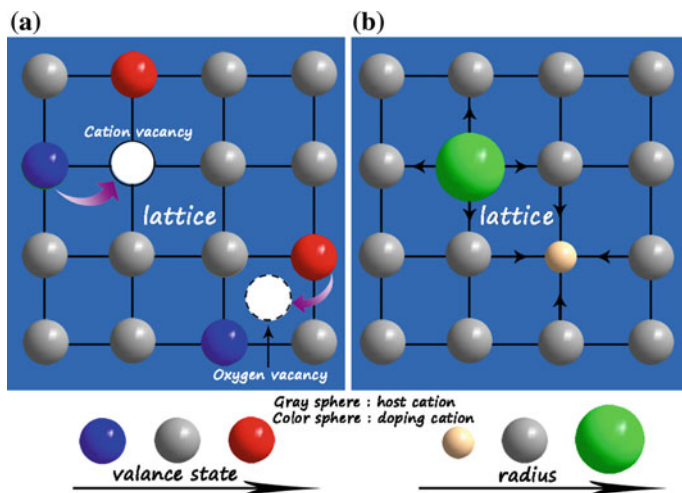 (a)
(b)
Cation vacancy
lattice
lattice
Oxygen vacancy
Gray sphere : host cation
Color sphere : doping cation
valance state
radius